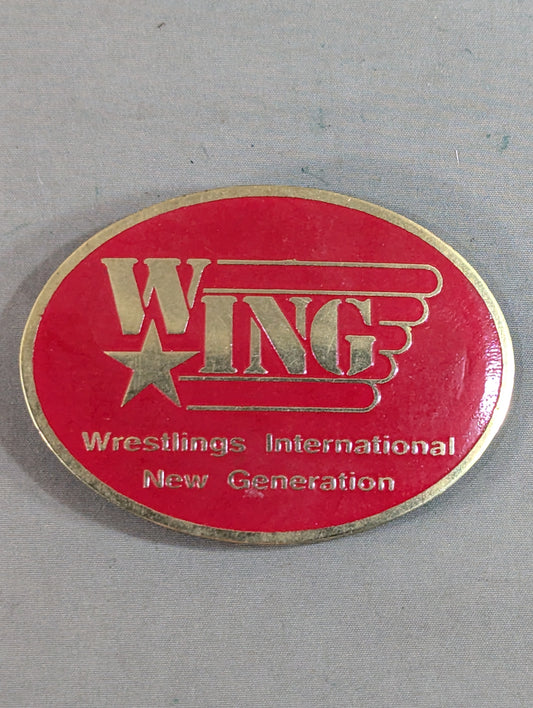 WING
Wrestlings International
New Generation